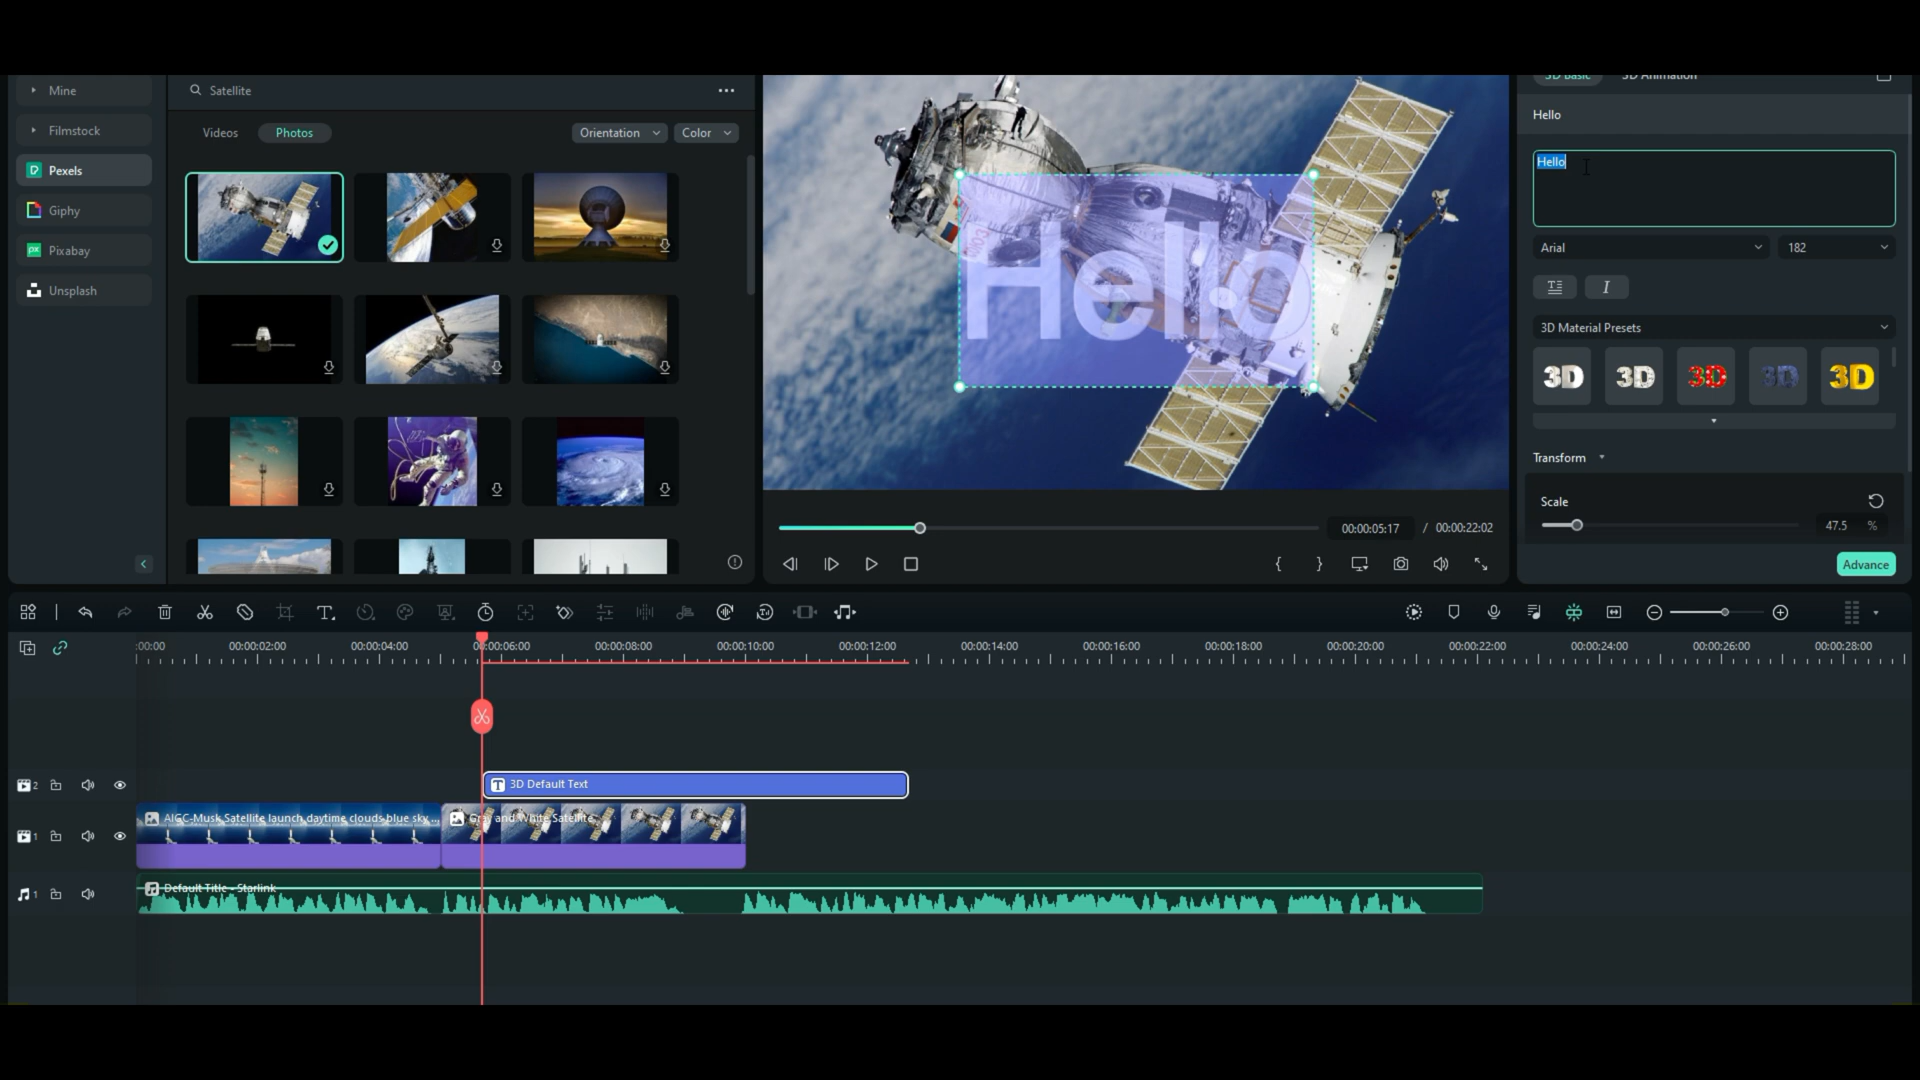 3D Basic 3D Animation
Mine
Satellite
Hello
Filmstock
Videos Photos Orientation Color
Hello
Pexels
Giphy
Arial 182
Pixabay
Unsplash
I
3D Material Presets
3D 3D 3D 3D 3D
Hello
Transform
Scale
47.5 %
00:00:05:17 / 00:00:22:02
{ }
Advance
:00:00 00:00:02:00 00:00:04:00 00:00:06:00 00:00:08:00 00:00:10:00 00:00:12:00 00:00:14:00 00:00:16:00 00:00:18:00 00:00:20:00 00:00:22:00 00:00:24:00 00:00:26:00 00:00:28:00
2 T 3D Default Text
AIGC-Musk Satellite launch daytime clouds blue sky ... Gray and White Satellite
1
1 Default Title - Starlink